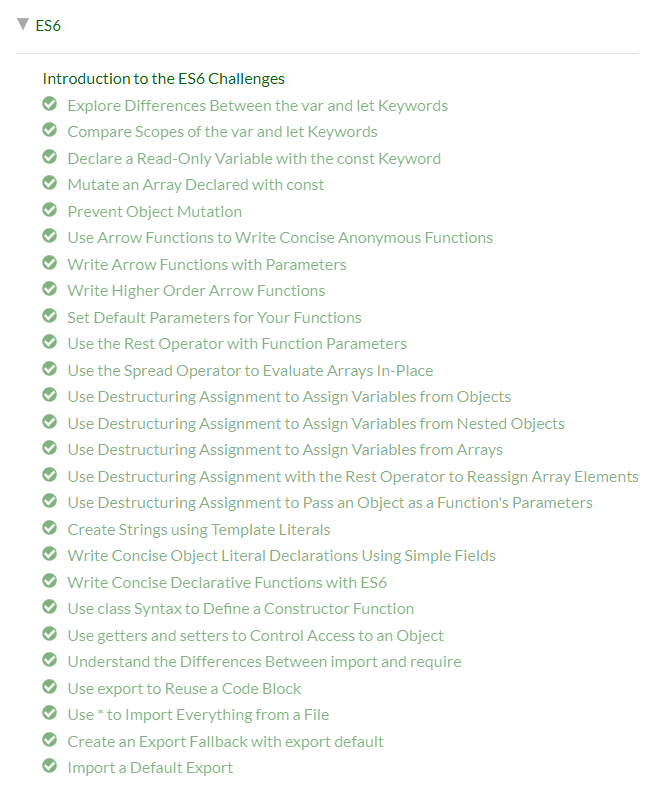 ES6
Introduction to the ES6 Challenges
Explore Differences Between the var and let Keywords
Compare Scopes of the var and let Keywords
Declare a Read-Only Variable with the const Keyword
Mutate an Array Declared with const
Prevent Object Mutation
Use Arrow Functions to Write Concise Anonymous Functions
Write Arrow Functions with Parameters
Write Higher Order Arrow Functions
Set Default Parameters for Your Functions
Use the Rest Operator with Function Parameters
Use the Spread Operator to Evaluate Arrays In-Place
Use Destructuring Assignment to Assign Variables from Objects
Use Destructuring Assignment to Assign Variables from Nested Objects
Use Destructuring Assignment to Assign Variables from Arrays
Use Destructuring Assignment with the Rest Operator to Reassign Array Elements
Use Destructuring Assignment to Pass an Object as a Function's Parameters
Create Strings using Template Literals
Write Concise Object Literal Declarations Using Simple Fields
Write Concise Declarative Functions with ES6
Use class Syntax to Define a Constructor Function
Use getters and setters to Control Access to an Object
Understand the Differences Between import and require
Use export to Reuse a Code Block
Use * to Import Everything from a File
Create an Export Fallback with export default
Import a Default Export